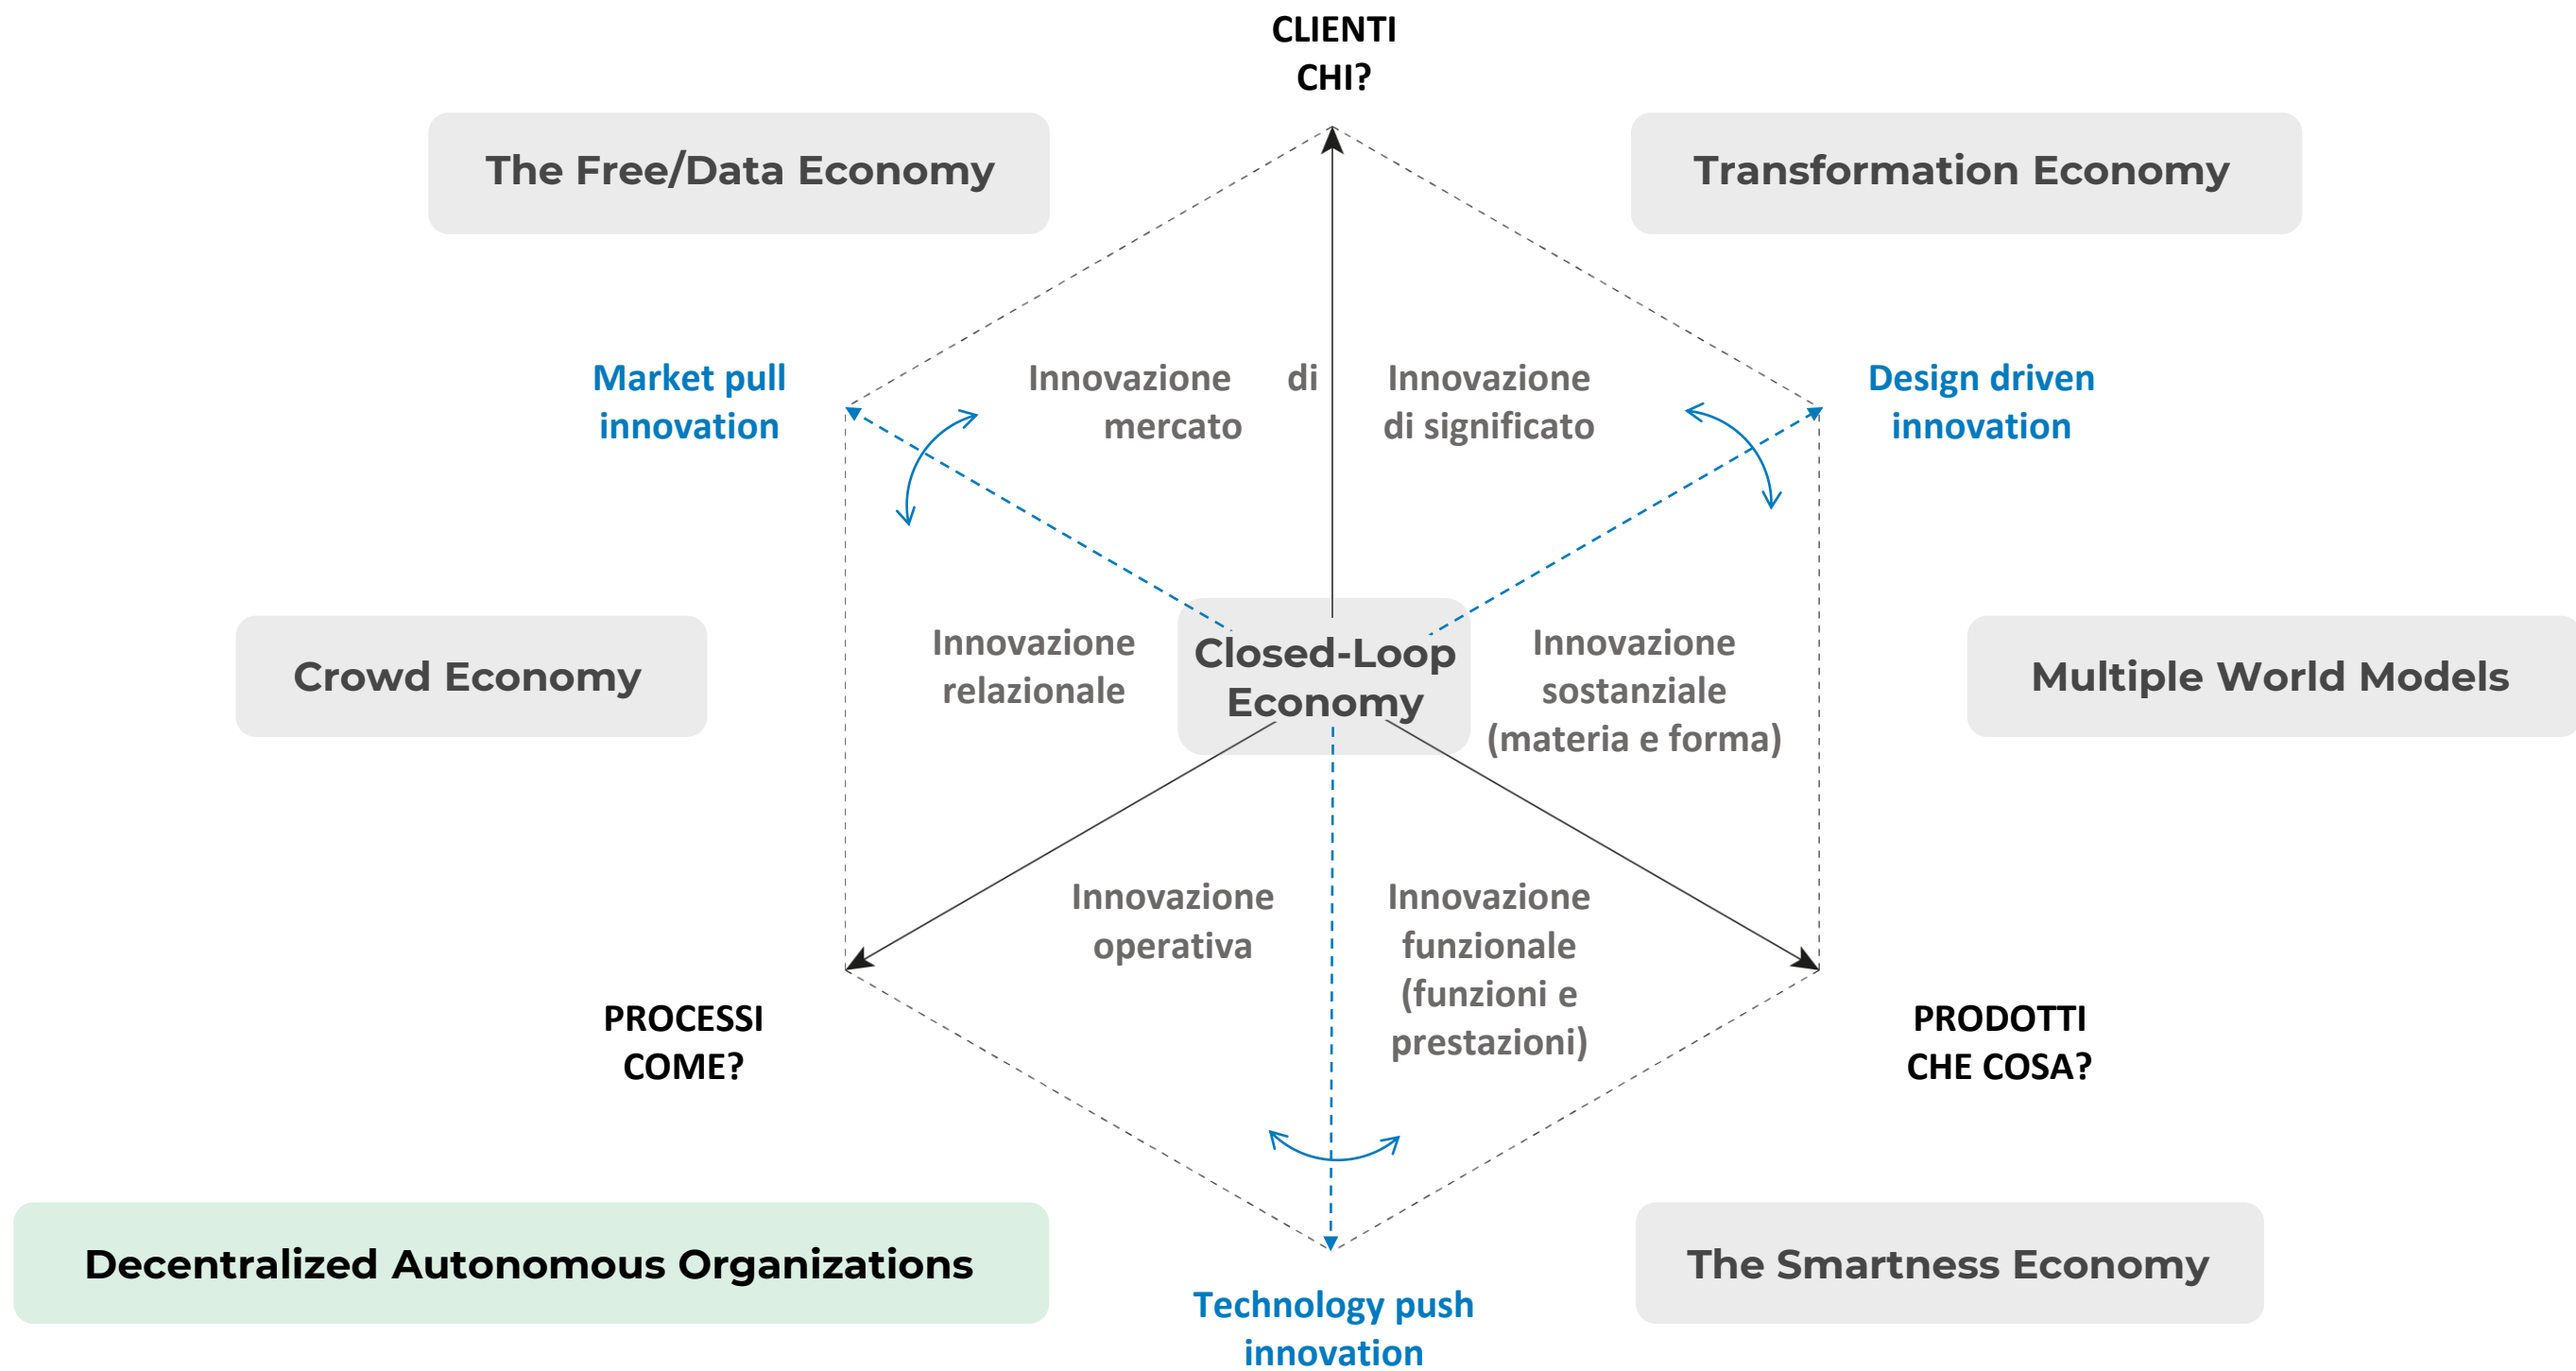 CLIENTI
CHI?
The Free/Data Economy
Transformation Economy
Market pull
innovation
Innovazione di
mercato
Innovazione
di significato
Design driven
innovation
Crowd Economy
Innovazione
relazionale
Closed-Loop
Economy
Innovazione
sostanziale
(materia e forma)
Multiple World Models
Innovazione
operativa
Innovazione
funzionale
(funzioni e
prestazioni)
PROCESSI
COME?
PRODOTTI
CHE COSA?
Decentralized Autonomous Organizations
Technology push
innovation
The Smartness Economy